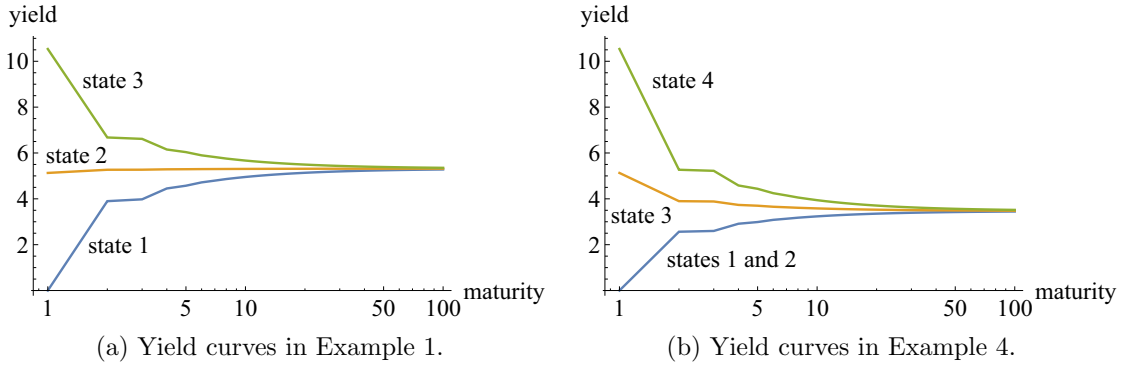 yield
10
8
6
4
2
state 3
state 2
state 1
1 5 10 50 100
maturity
(a) Yield curves in Example 1.
yield
10
8
6
4
2
state 4
state 3
states 1 and 2
1 5 10 50 100
maturity
(b) Yield curves in Example 4.